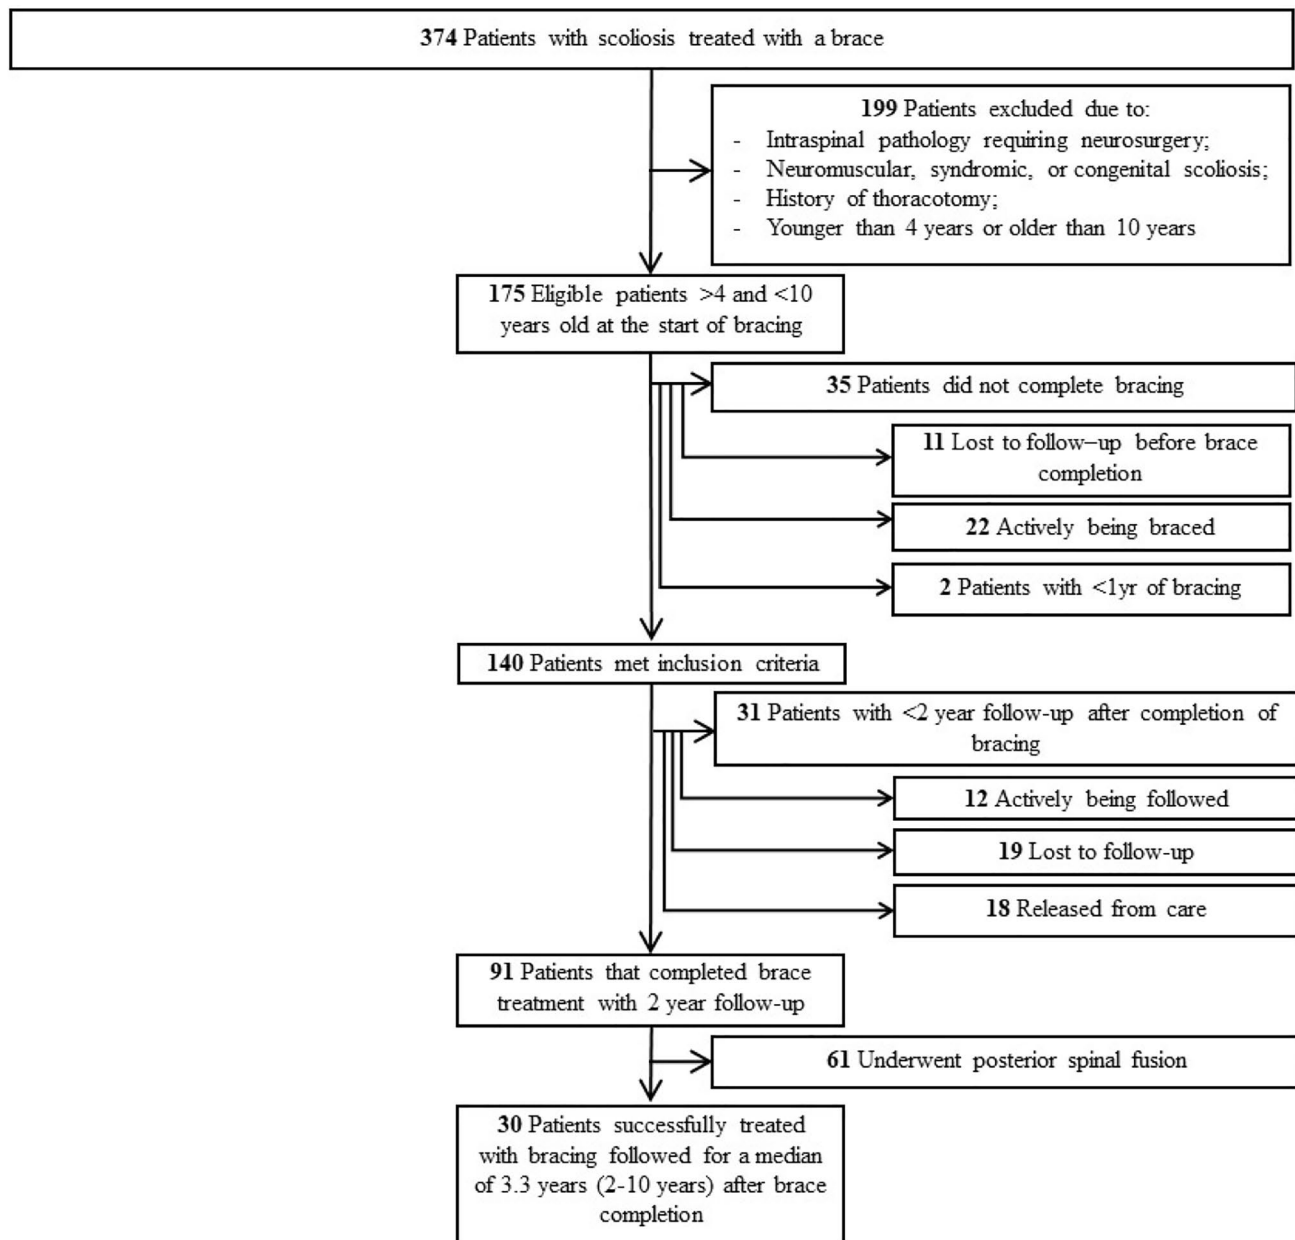 374 Patients with scoliosis treated with a brace
199 Patients excluded due to:
- Intraspinal pathology requiring neurosurgery;
- Neuromuscular, syndromic, or congenital scoliosis;
- History of thoracotomy;
- Younger than 4 years or older than 10 years
175 Eligible patients >4 and <10
years old at the start of bracing
35 Patients did not complete bracing
11 Lost to follow–up before brace
completion
22 Actively being braced
2 Patients with <1yr of bracing
140 Patients met inclusion criteria
31 Patients with <2 year follow-up after completion of
bracing
12 Actively being followed
19 Lost to follow-up
18 Released from care
91 Patients that completed brace
treatment with 2 year follow-up
61 Underwent posterior spinal fusion
30 Patients successfully treated
with bracing followed for a median
of 3.3 years (2-10 years) after brace
completion